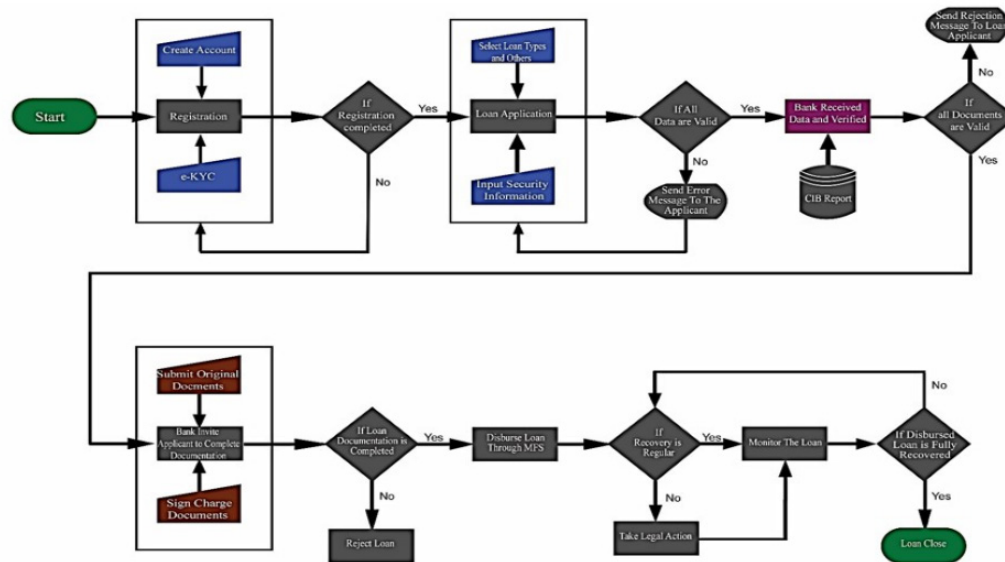 Send Rejection
Message To Loan
Applicant
Create Account
Select Loan Types
and Others
No
Start
Registration
If
Registration
completed
Yes
Loan Application
If All
Data are Valid
Yes
Bank Received
Data and Verified
If
all Documents
are Valid
Yes
No
e-KYC
Input Security
Information
No
Send Error
Message To The
Applicant
CIB Report
Submit Original
Docments
No
Bank Invite
Applicant to Complete
Documentation
If Loan
Documentation is
Completed
Yes
Disburse Loan
Through MFS
If
Recovery is
Regular
Yes
Monitor The Loan
If Disbursed
Loan is Fully
Recovered
Sign Charge
Documents
No
No
Yes
Reject Loan
Take Legal Action
Loan Close